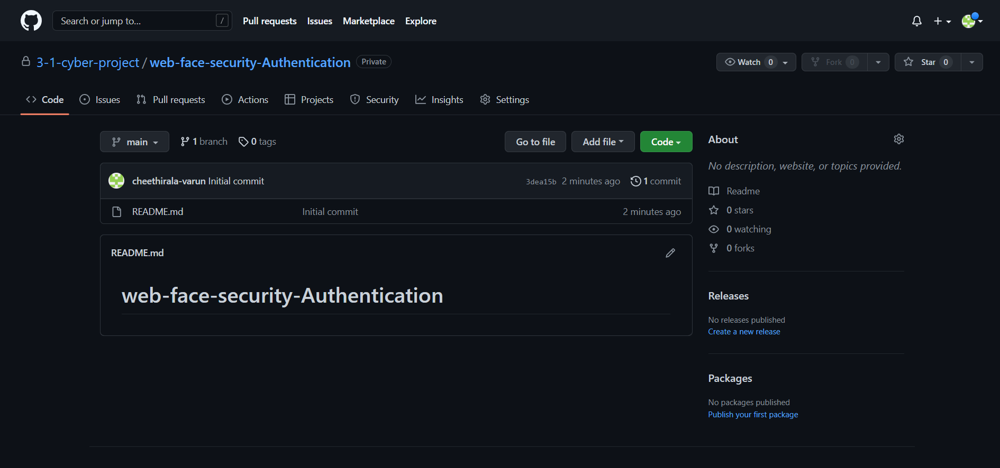 Search or jump to... /
Pull requests Issues Marketplace Explore
3-1-cyber-project / web-face-security-Authentication Private
Watch 0 Fork 0 Star 0
Code Issues Pull requests Actions Projects Security Insights Settings
main 1 branch 0 tags
Go to file Add file Code
cheethirala-varun Initial commit 3dea15b 2 minutes ago 1 commit
README.md Initial commit 2 minutes ago
README.md
web-face-security-Authentication
About
No description, website, or topics provided.
Readme
0 stars
0 watching
0 forks
Releases
No releases published
Create a new release
Packages
No packages published
Publish your first package